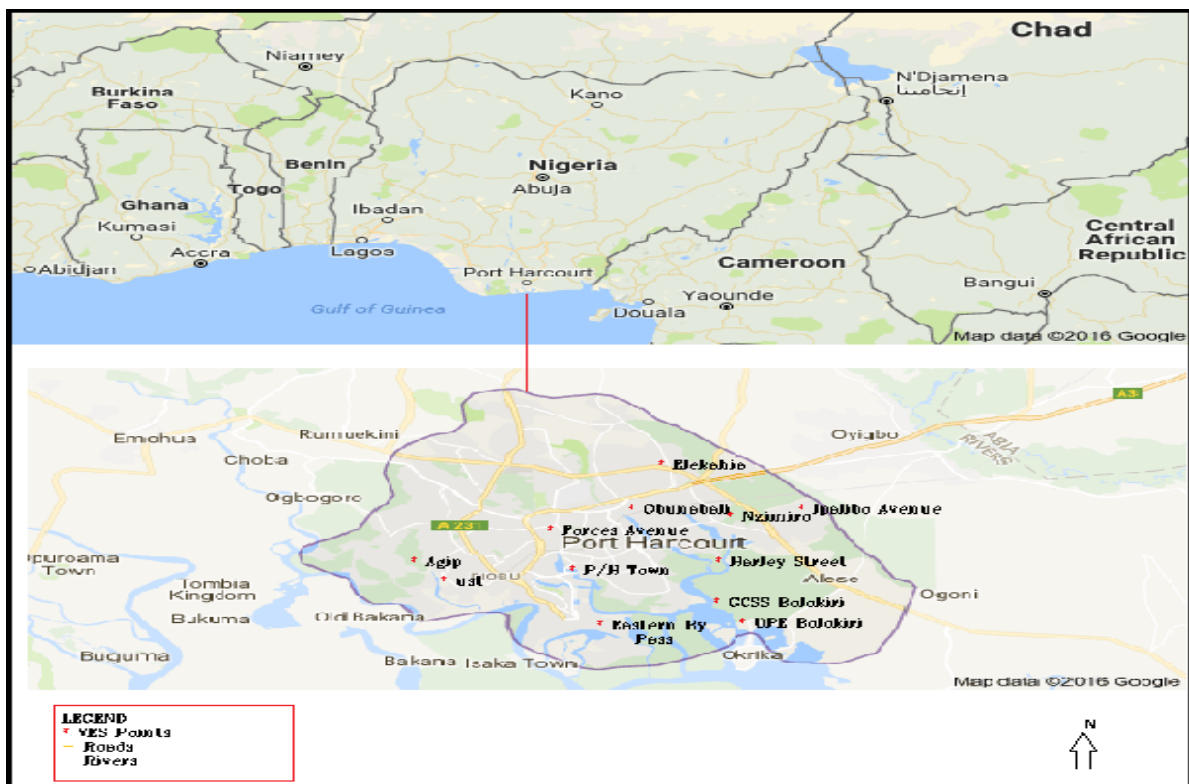 Chad
Niamey
N'Djamena
إنجامينا
Burkina
Faso
Kano
Benin
Nigeria
Togo
Abuja
Ghana
Kumasi
Ibadan
Central
African
Republic
Accra
Lagos
Abidjan
Port Harcourt
Cameroon
Bangui
Gulf of Guinea
Yaounde
Douala
Map data ©2016 Google
A3
Emohua
Rumuekini
Oyigbo
ABIA
RIVERS
Choba
Elekahia
Ogbogoro
Nzimiro
Avenue
A 231
Forces Avenue
Port Harcourt
Town
Agip
ust
P/H Town
Harley Street
Alese
Tombia
Kingdom
Bukuma
Ogoni
GCSS Bolokiri
Old Bakana
UPE Bolokiri
Eastern By
Pass
Buguma
Bakana
Isaka Town
Okrika
Map data ©2016 Google
LEGEND
* VES Points
Roads
Rivers
N